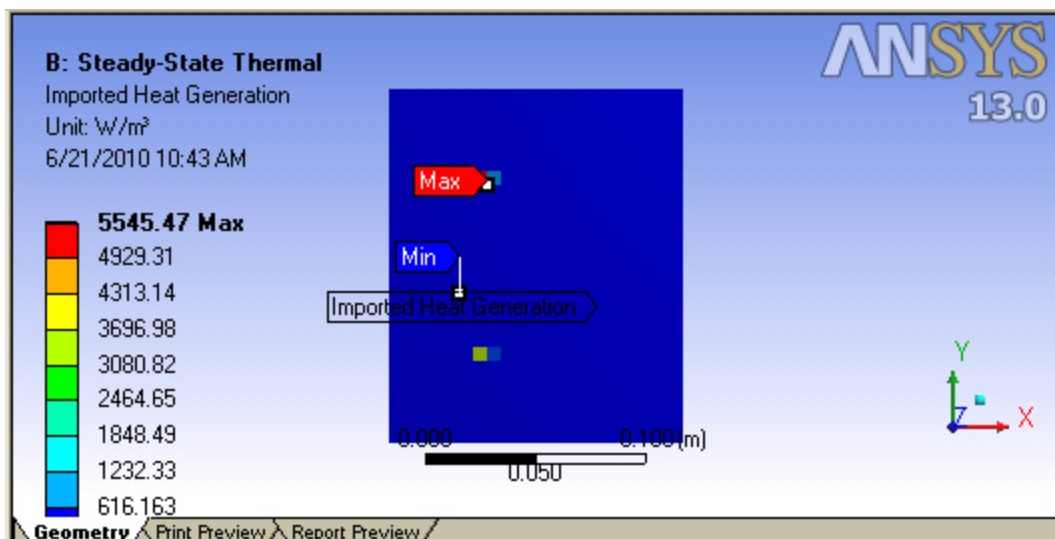 B: Steady-State Thermal
Imported Heat Generation
Unit: W/m³
6/21/2010 10:43 AM
ANSYS
13.0
5545.47 Max
4929.31
4313.14
3696.98
3080.82
2464.65
1848.49
1232.33
616.163
Max
Min
Imported Heat Generation
0.000
0.100 (m)
0.050
Y
Z
X
Geometry
Print Preview
Report Preview